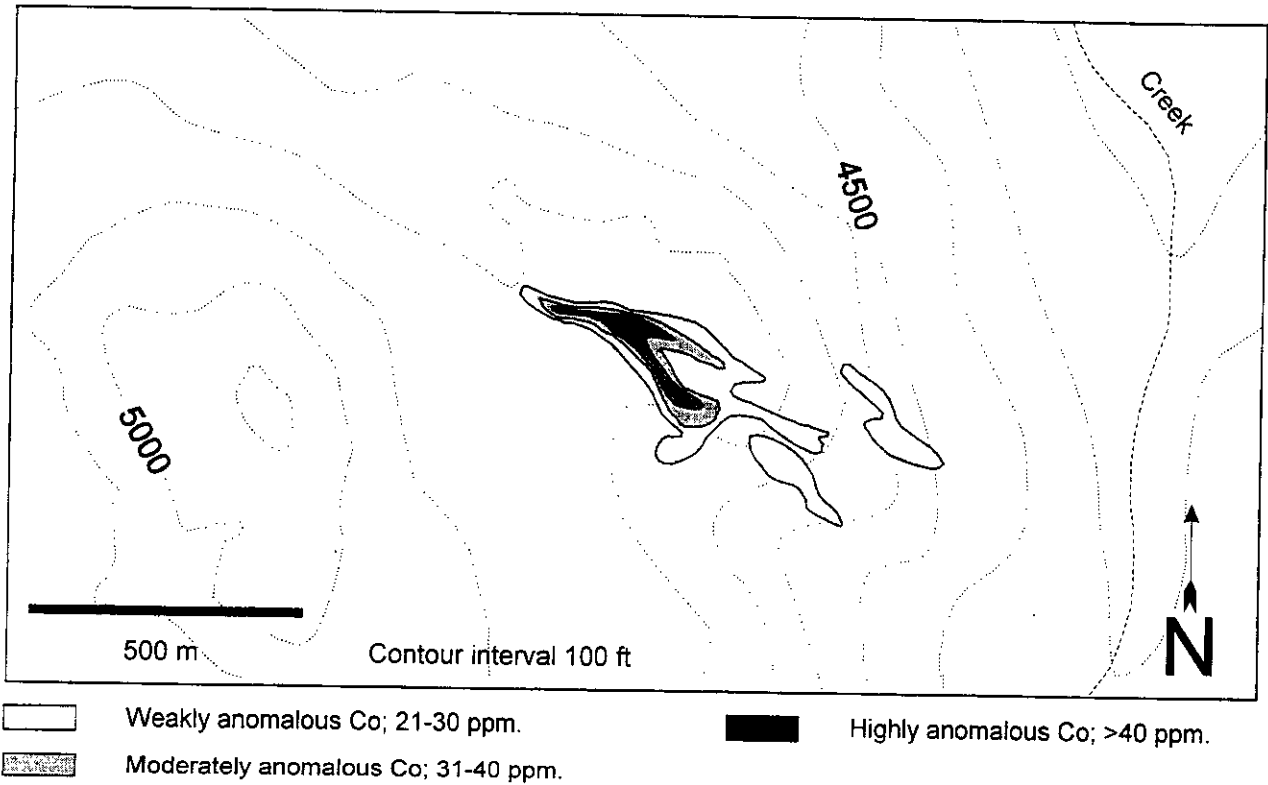 Creek
4500
5000
500 m
Contour interval 100 ft
N
Weakly anomalous Co; 21-30 ppm.
Highly anomalous Co; >40 ppm.
Moderately anomalous Co; 31-40 ppm.